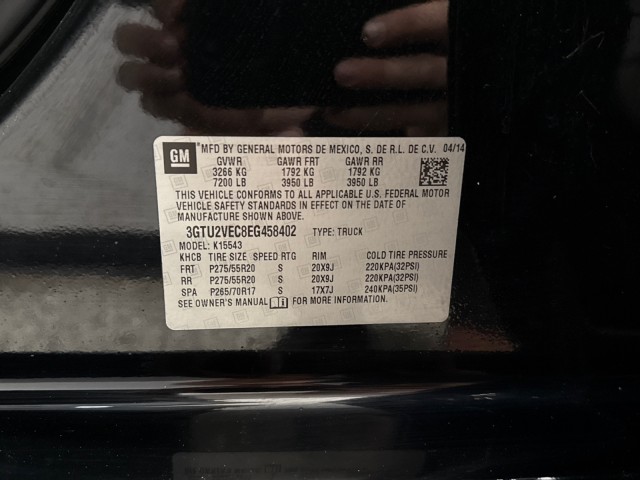 GM
MFD BY GENERAL MOTORS DE MEXICO, S. DE R.L. DE C.V. 04/14
GVWR GAWR FRT GAWR RR
3266 KG 1792 KG 1792 KG
7200 LB 3950 LB 3950 LB
THIS VEHICLE CONFORMS TO ALL APPLICABLE U.S. FEDERAL MOTOR
VEHICLE SAFETY STANDARDS IN EFFECT ON THE DATE OF
MANUFACTURE SHOWN ABOVE.
3GTU2VEC8EG458402 TYPE: TRUCK
MODEL: K15543
KHCB TIRE SIZE SPEED RTG RIM COLD TIRE PRESSURE
FRT P275/55R20 S 20X9J 220KPA(32PSI)
RR P275/55R20 S 20X9J 220KPA(32PSI)
SPA P265/70R17 S 17X7J 240KPA(35PSI)
SEE OWNER'S MANUAL FOR MORE INFORMATION.